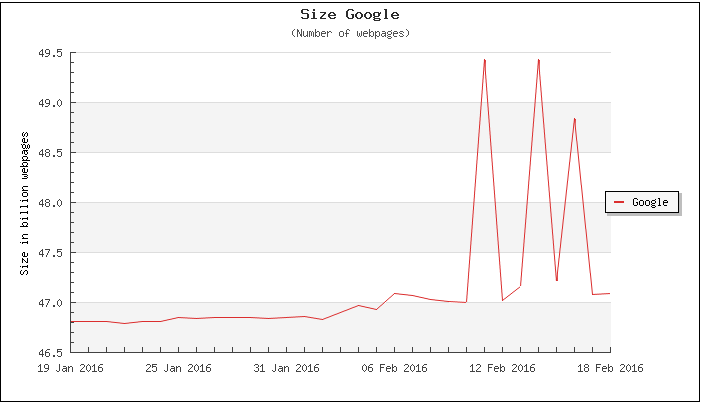 Size Google
(Number of webpages)
49.5
49.0
48.5
48.0
47.5
47.0
46.5
Size in billion webpages
Google
19 Jan 2016 25 Jan 2016 31 Jan 2016 06 Feb 2016 12 Feb 2016 18 Feb 2016